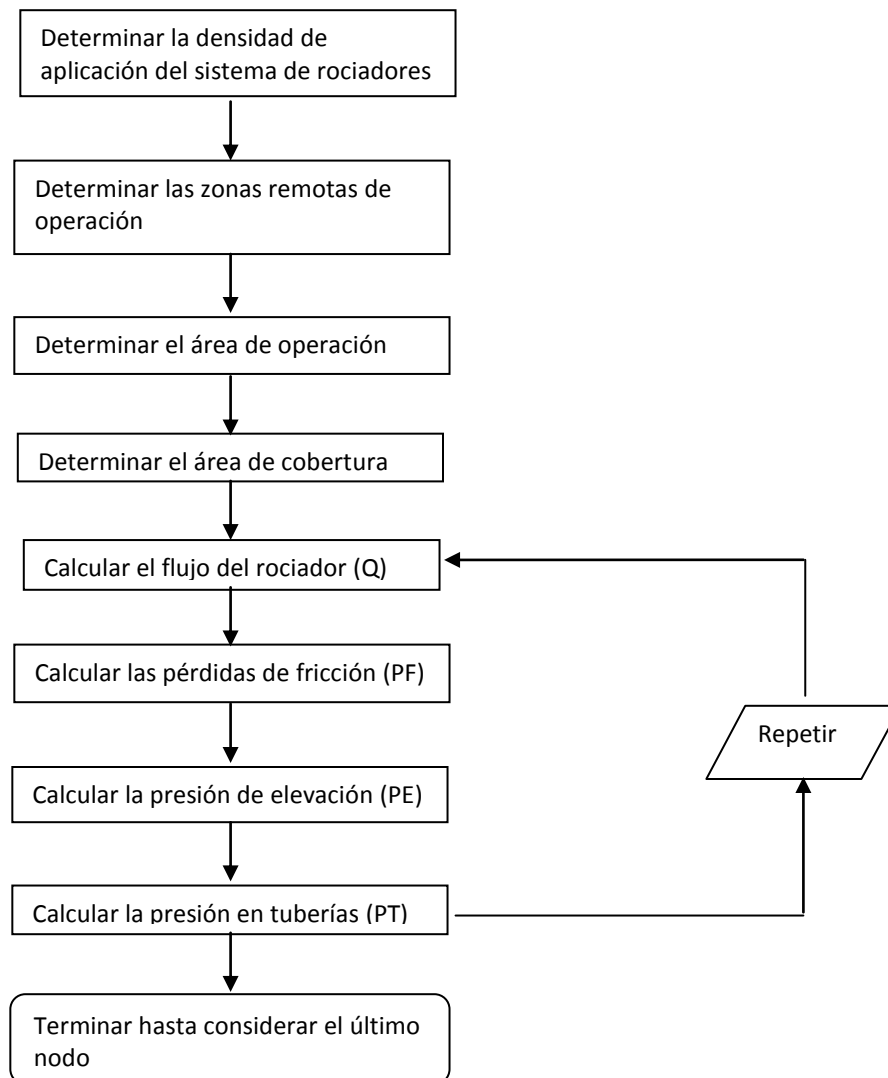 Determinar la densidad de
aplicación del sistema de rociadores
Determinar las zonas remotas de
operación
Determinar el área de operación
Determinar el área de cobertura
Calcular el flujo del rociador (Q)
Calcular las pérdidas de fricción (PF)
Repetir
Calcular la presión de elevación (PE)
Calcular la presión en tuberías (PT)
Terminar hasta considerar el último
nodo